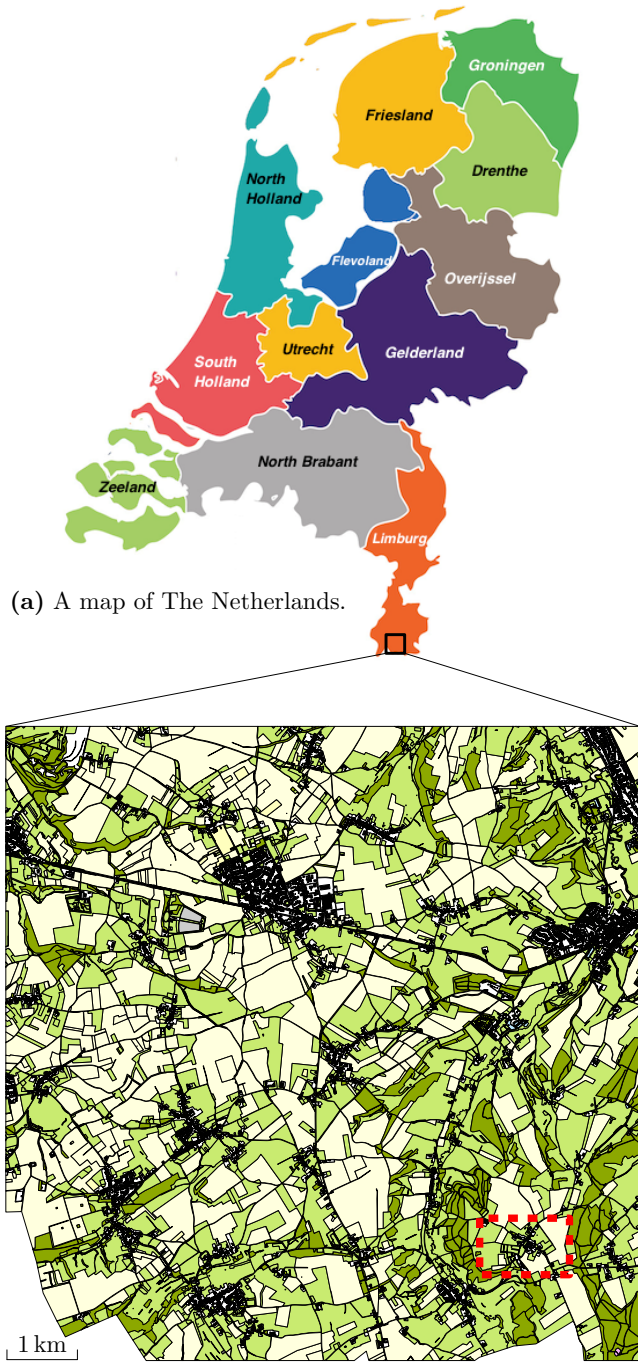 Groningen
Friesland
Drenthe
North
Holland
Flevoland
Overijssel
Utrecht
Gelderland
South
Holland
North Brabant
Zeeland
Limburg
(a) A map of The Netherlands.
1 km